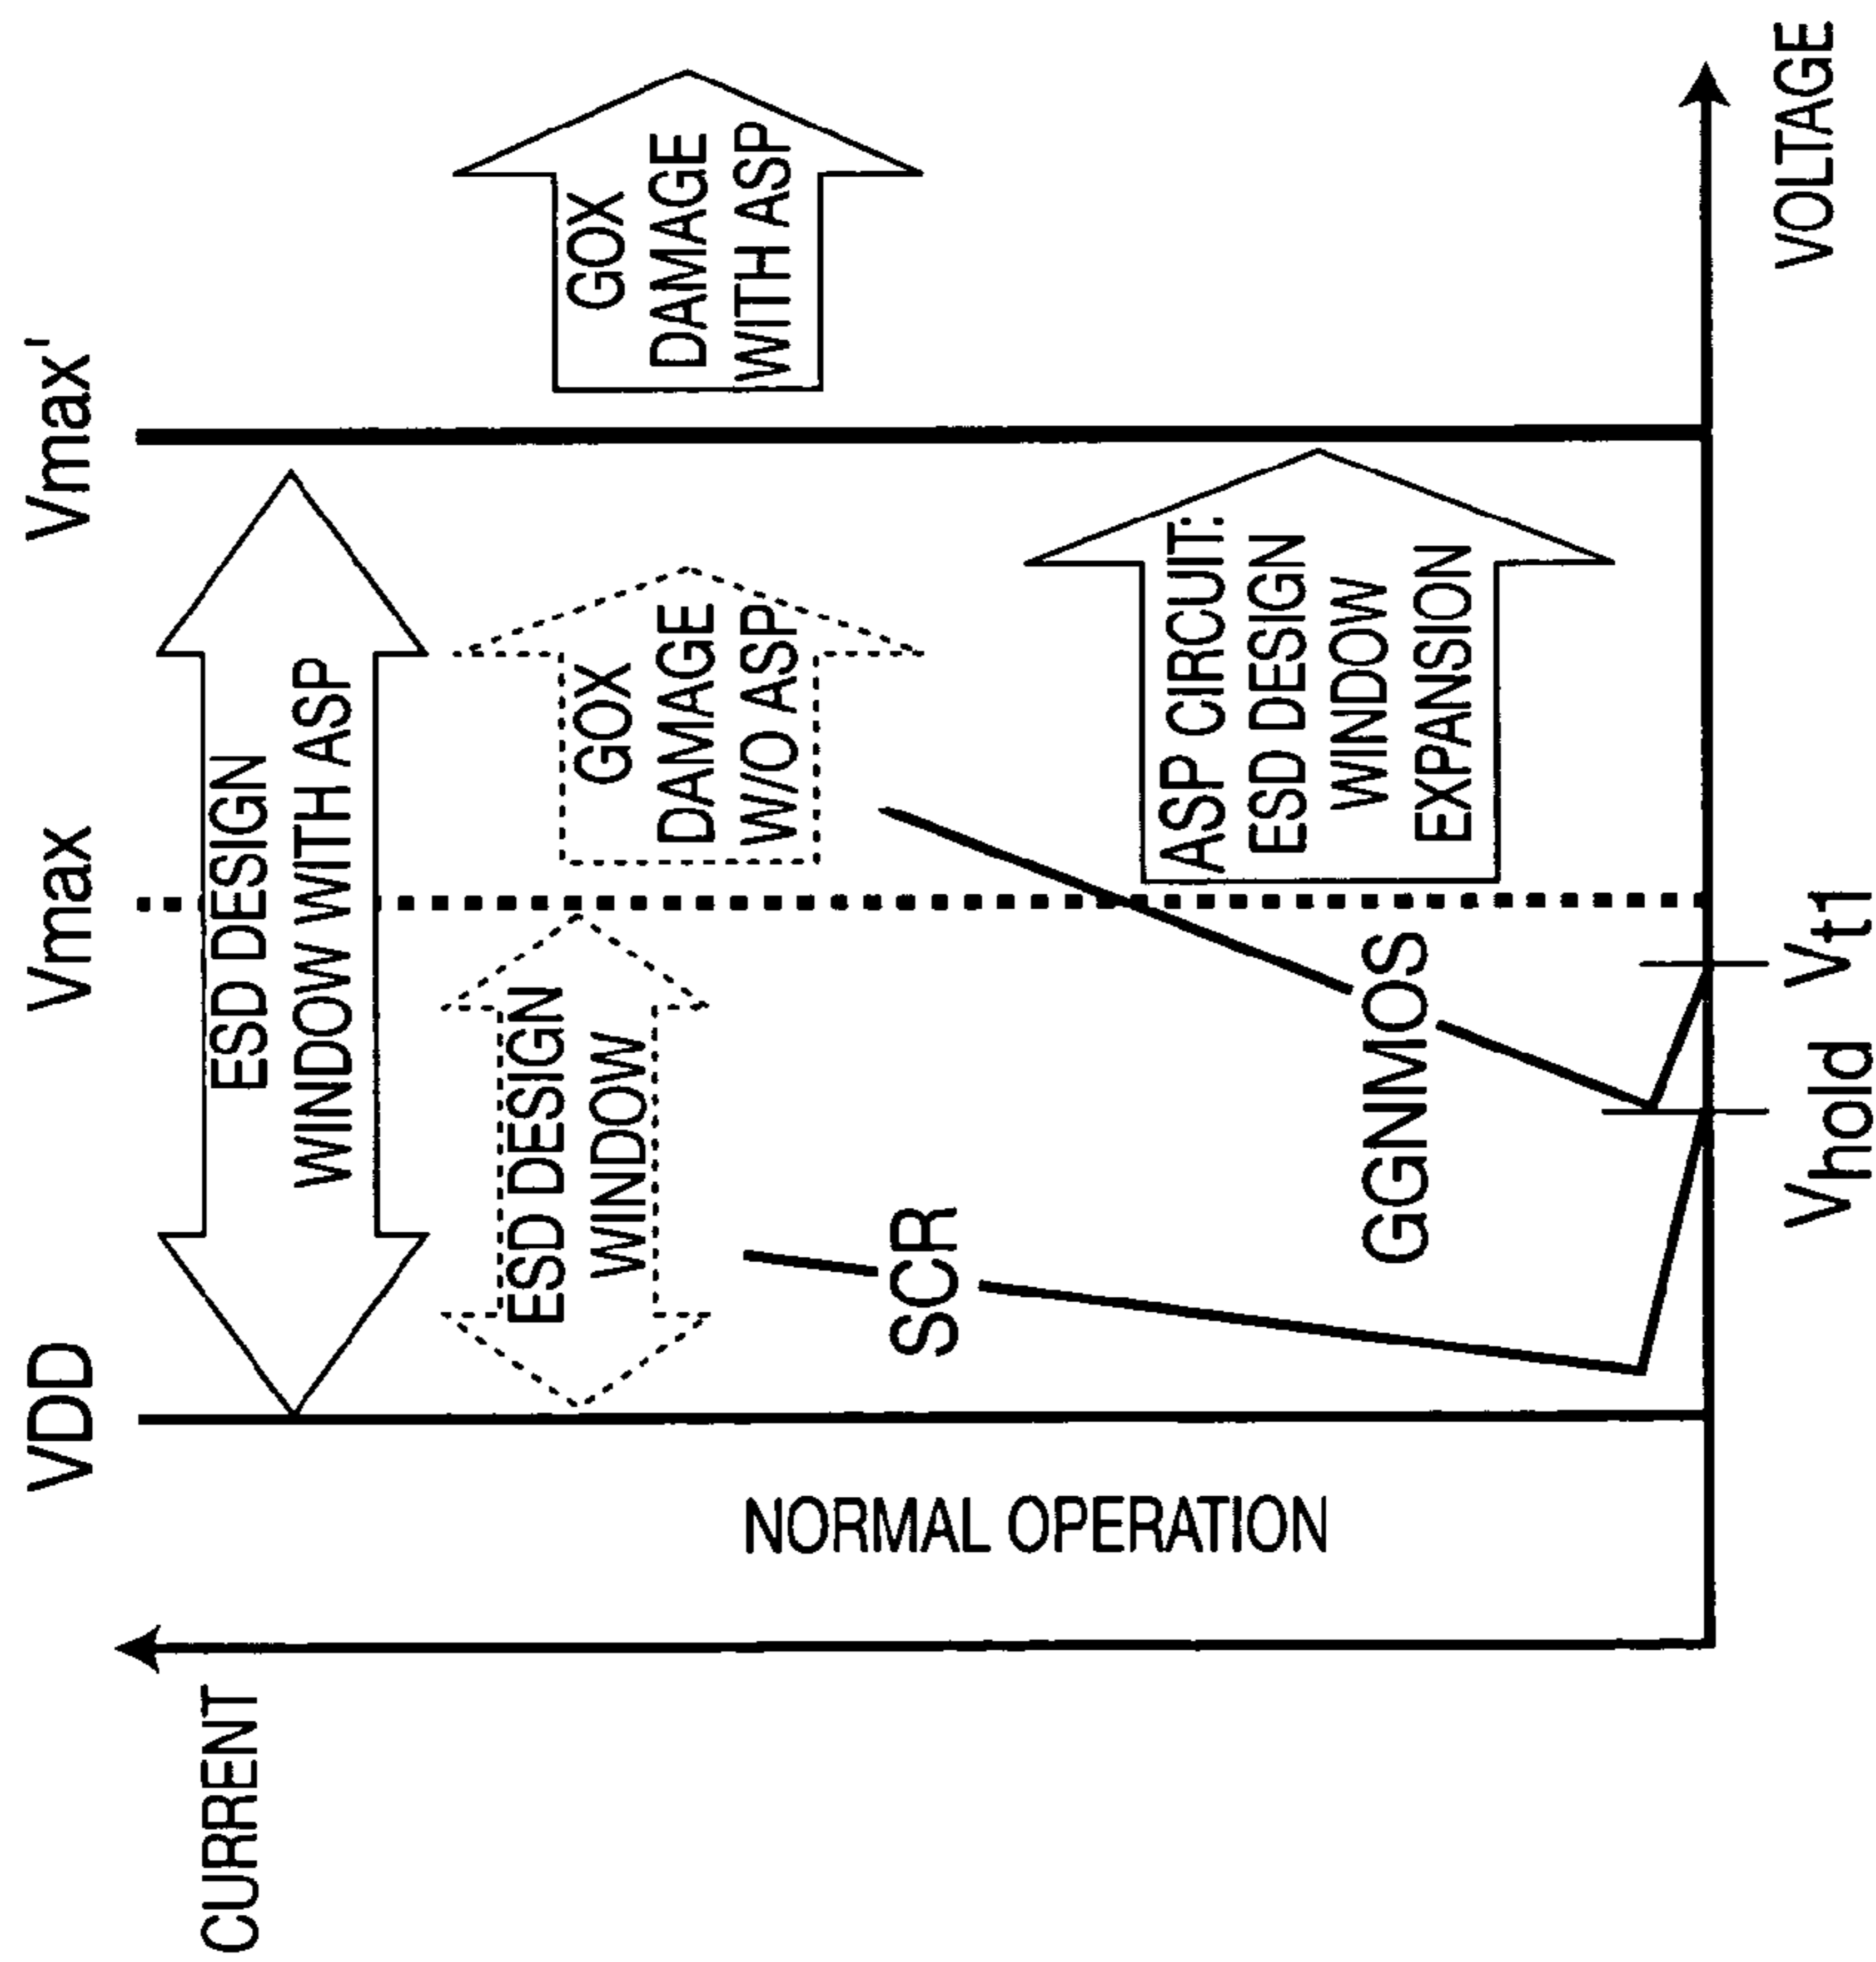 CURRENT
VDD
Vmax
Vmax'
ESD DESIGN
WINDOW WITH ASP
ESD DESIGN
WINDOW
GOX
DAMAGE
W/O ASP
GOX
DAMAGE
WITH ASP
NORMAL OPERATION
SCR
GGNMOS
ASP CIRCUIT:
ESD DESIGN
WINDOW
EXPANSION
Vhold
Vt1
VOLTAGE